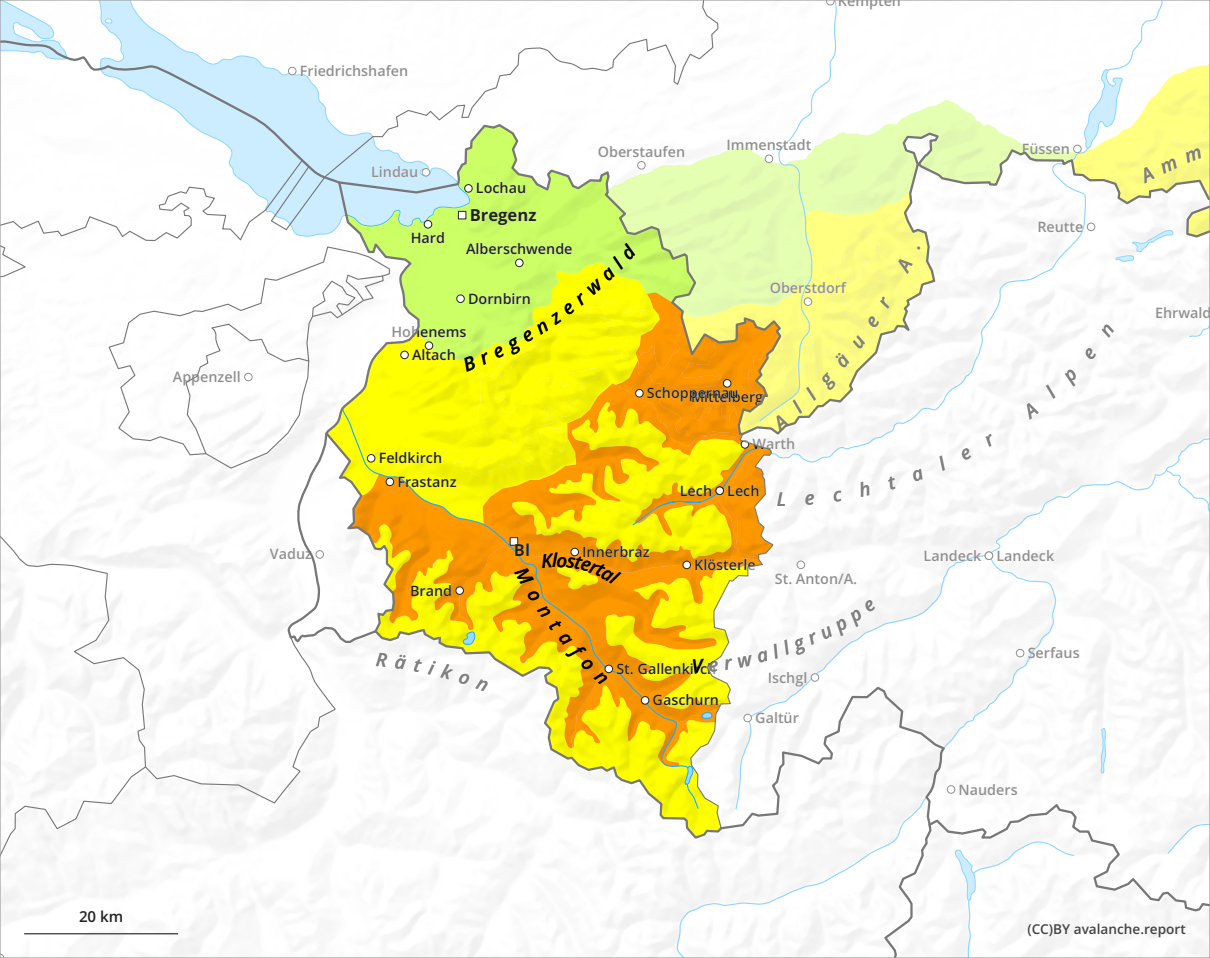 Kempten
Friedrichshafen
Füssen
Immenstadt
Oberstaufen
Amm
Lindau
Lochau
Bregenz
Hard
Reutte
Alberschwende
Bregenzerwald
Allgäuer A.
Oberstdorf
Dornbirn
Ehrwald
Hohenems
Altach
Appenzell
Schoppernau
Mittelberg
Lechtaler Alpen
Warth
Feldkirch
Frastanz
Lech
Lech
Vaduz
Bl
Innerbraz
Klostertal
Klösterle
Landeck
Landeck
St. Anton/A.
Brand
Montafon
Verwallgruppe
Rätikon
St. Gallenkirch
Serfaus
Ischgl
Gaschurn
Galtür
Nauders
20 km
(CC)BY avalanche.report